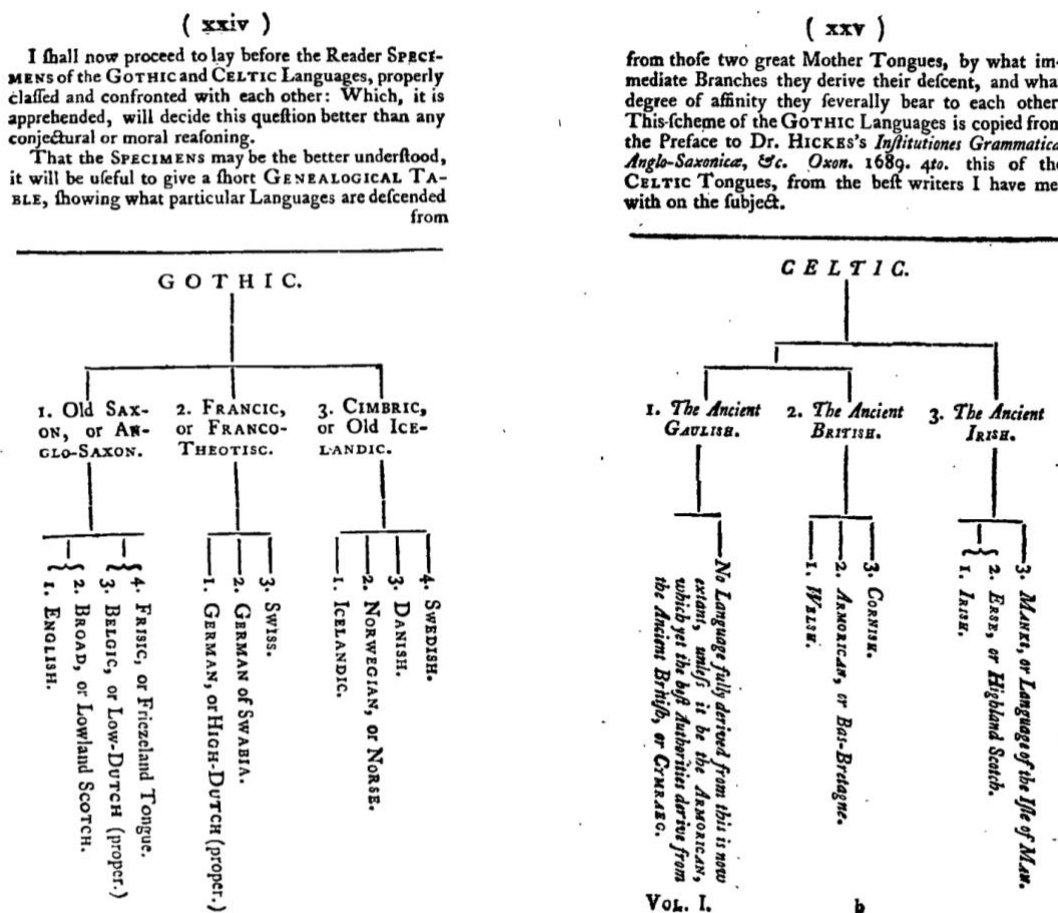 ( xxiv )
I ſhall now proceed to lay before the Reader SPECI-
MENS of the GOTHIC and CELTIC Languages, properly
claſſed and confronted with each other: Which, it is
apprehended, will decide this queſtion better than any
conjectural or moral reaſoning.
That the SPECIMENS may be the better underſtood,
it will be uſeful to give a ſhort GENEALOGICAL TA-
BLE, ſhowing what particular Languages are deſcended
from
GOTHIC.
1. Old SAX-
ON, or AN-
GLO-SAXON.
2. FRANCIC,
or FRANCO-
THEOTISC.
3. CIMBRIC,
or Old ICE-
LANDIC.
1. ENGLISH.
2. BROAD, or Lowland SCOTCH.
3. BELGIC, or LOW-DUTCH (proper.)
4. FRISIC, or Friezeland Tongue.
1. GERMAN, or HIGH-DUTCH (proper.)
2. GERMAN of SWABIA.
3. SWISS.
1. ICELANDIC.
2. NORWEGIAN, or NORSE.
3. DANISH.
4. SWEDISH.
( xxv )
from thoſe two great Mother Tongues, by what im-
mediate Branches they derive their deſcent, and wha
degree of affinity they ſeverally bear to each other
This ſcheme of the GOTHIC Languages is copied from
the Preface to Dr. HICKES's Inſtitutiones Grammatica
Anglo-Saxonicæ, &c. Oxon. 1689. 4to. this of the
CELTIC Tongues, from the beſt writers I have me
with on the ſubject.
CELTIC.
1. The Ancient
GAULISH.
2. The Ancient
BRITISH.
3. The Ancient
IRISH.
No Language fully derived from this is now
extant, unleſs it be the ARMORICAN,
which yet the beſt Authorities derive from
the Ancient Britiſh, or CYMRAEG.
1. WELSH.
2. ARMORICAN, or Bas-Bretagne.
3. CORNISH.
1. IRISH.
2. ERSE, or Highland Scotch.
3. MANKS, or Language of the Iſle of MAN.
VOL. I.
b